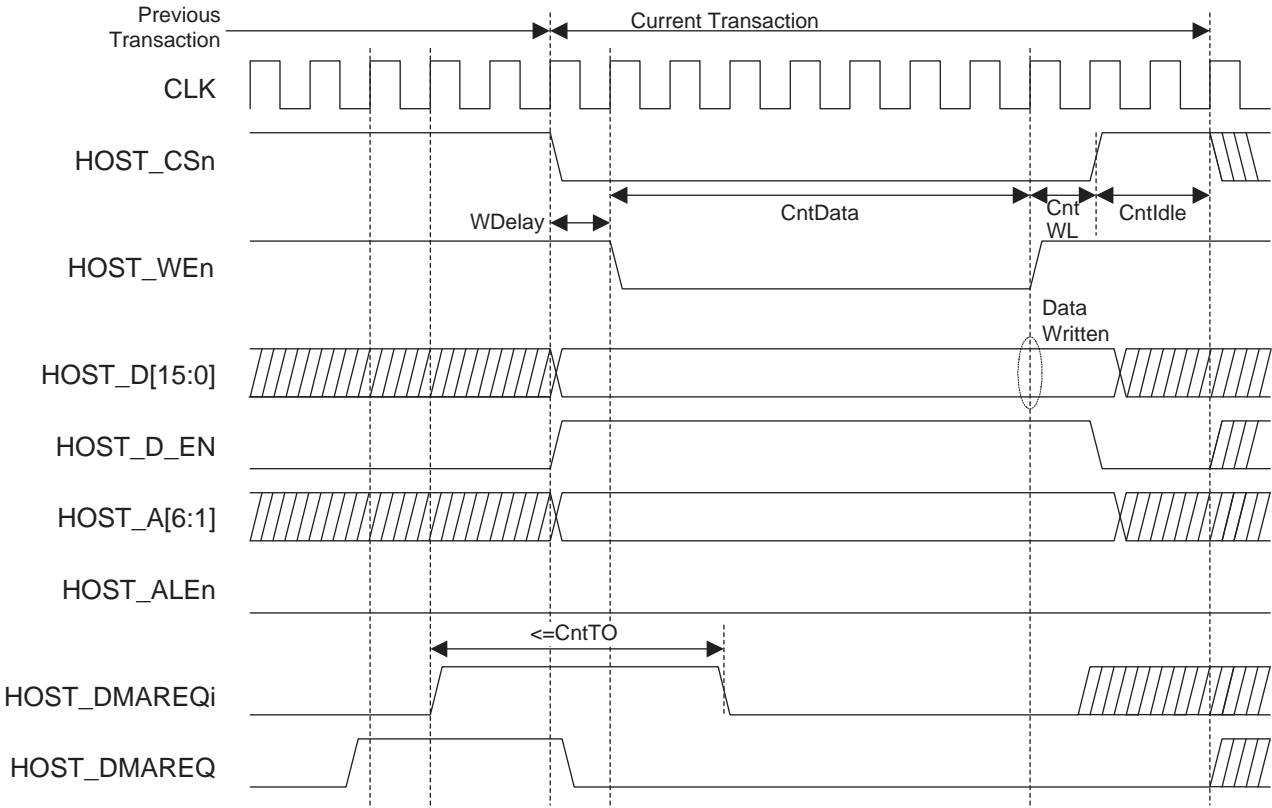 Previous
Transaction
Current Transaction
CLK
HOST_CSn
CntData
Cnt
WL
CntIdle
WDelay
HOST_WEn
Data
Written
HOST_D[15:0]
HOST_D_EN
HOST_A[6:1]
HOST_ALEn
<=CntTO
HOST_DMAREQi
HOST_DMAREQ